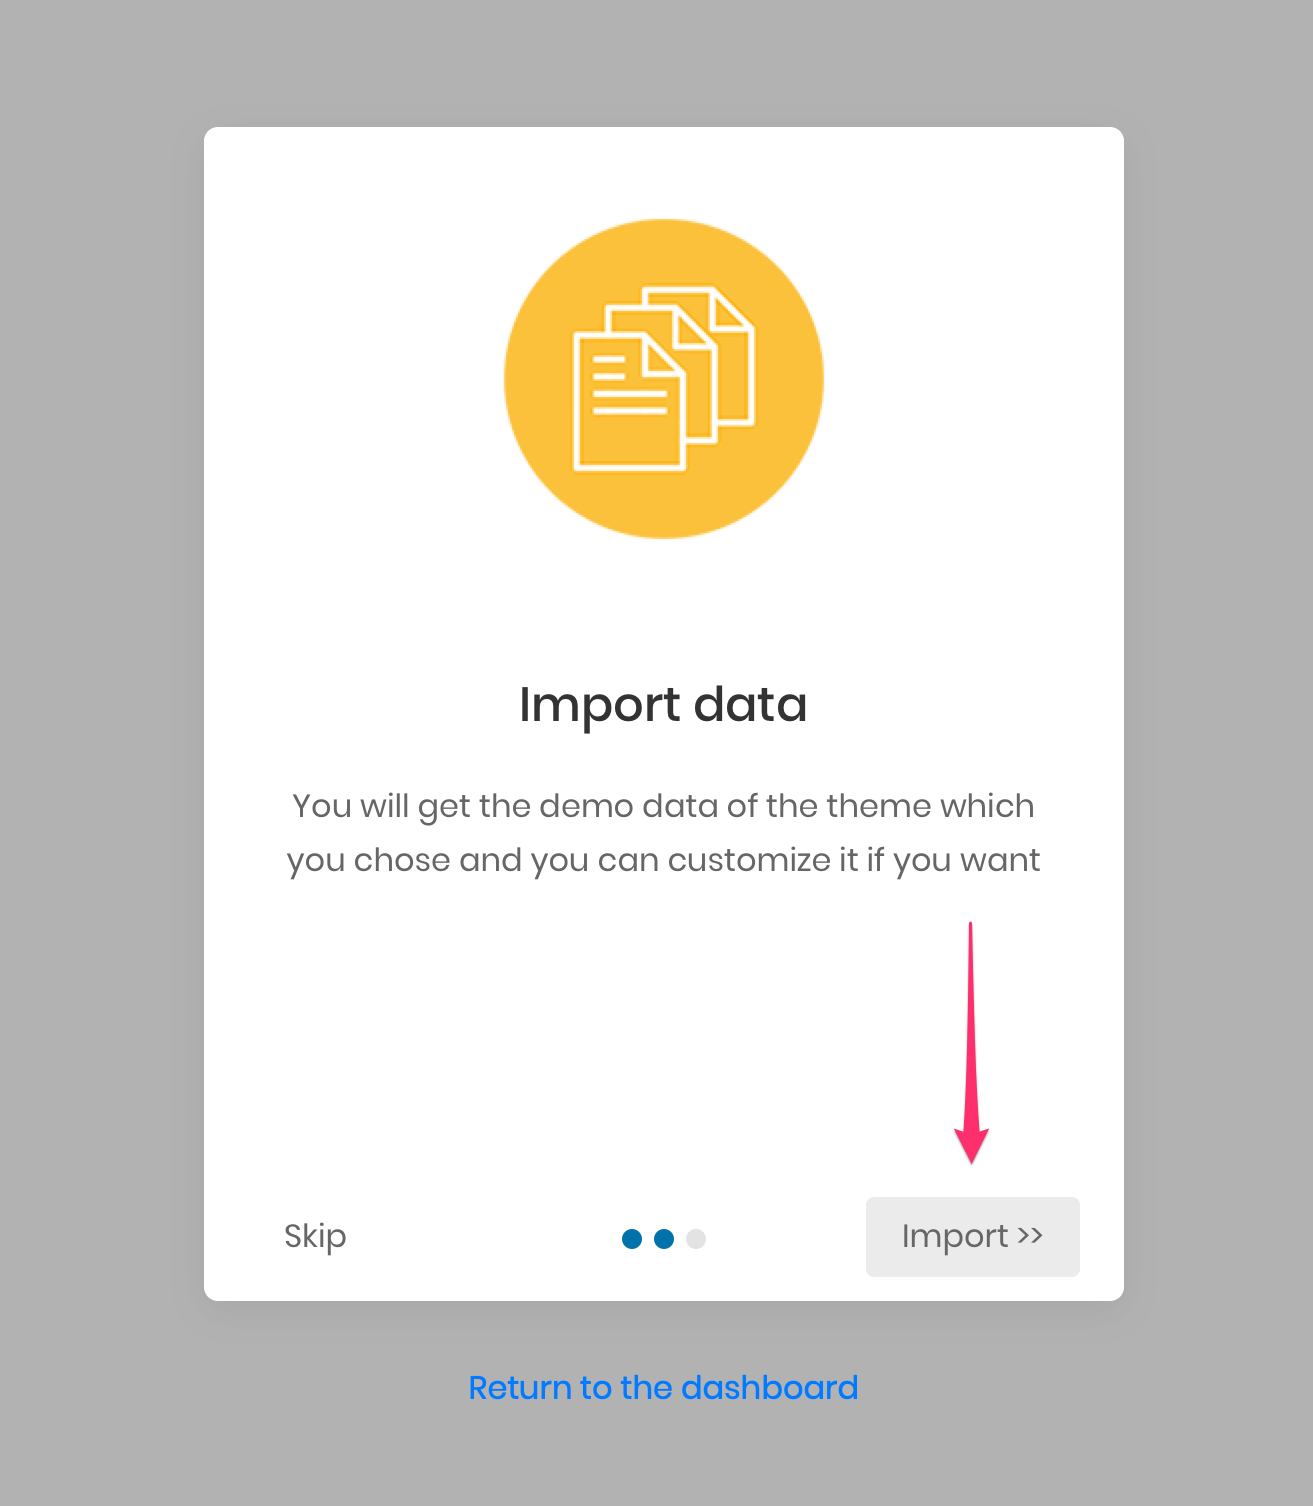 Import data
You will get the demo data of the theme which
you chose and you can customize it if you want
Skip
Import >>
Return to the dashboard